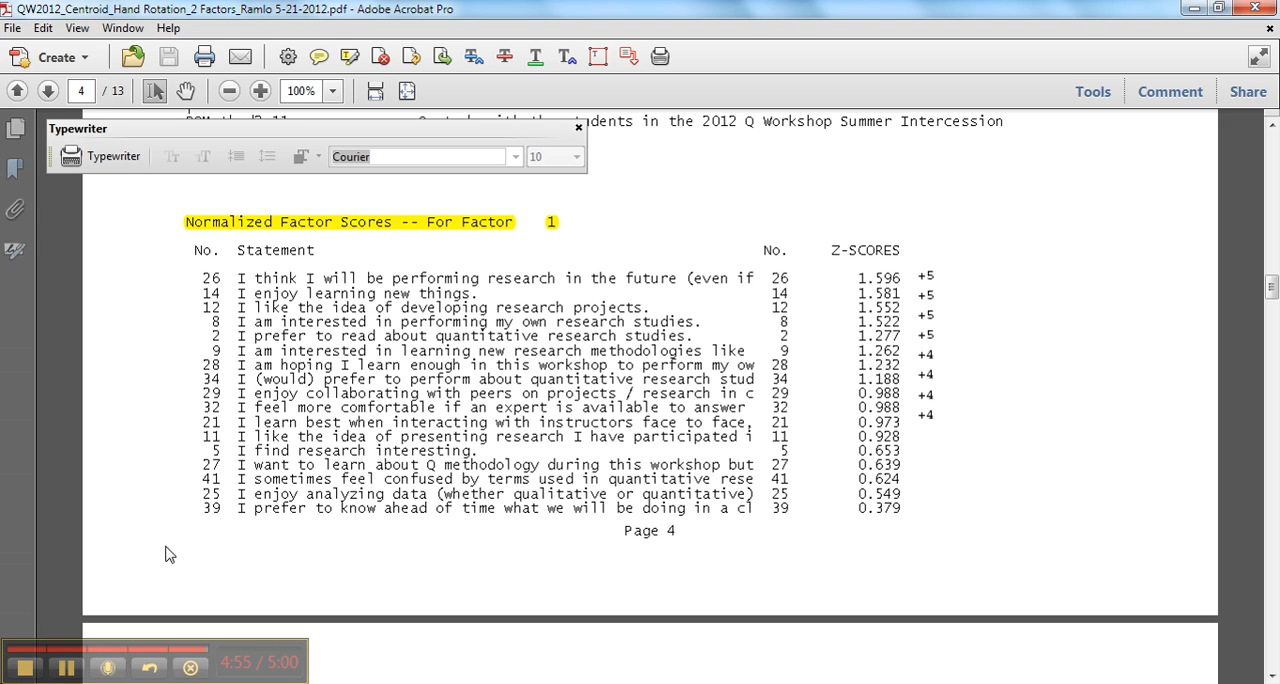 QW2012_Centroid_Hand Rotation_2 Factors_Ramlo 5-21-2012.pdf - Adobe Acrobat Pro
File Edit View Window Help
Create
4 / 13 100% Tools Comment Share
2012 Q Workshop Summer Intercession
Typewriter
Typewriter Courier 10
Normalized Factor Scores -- For Factor 1
No. Statement No. Z-SCORES
26 I think I will be performing research in the future (even if 26 1.596 +5
14 I enjoy learning new things. 14 1.581 +5
12 I like the idea of developing research projects. 12 1.552 +5
8 I am interested in performing my own research studies. 8 1.522
2 I prefer to read about quantitative research studies. 2 1.277 +5
9 I am interested in learning new research methodologies like 9 1.262 +4
28 I am hoping I learn enough in this workshop to perform my ow 28 1.232
34 I (would) prefer to perform about quantitative research stud 34 1.188 +4
29 I enjoy collaborating with peers on projects / research in c 29 0.988 +4
32 I feel more comfortable if an expert is available to answer 32 0.988 +4
21 I learn best when interacting with instructors face to face, 21 0.973
11 I like the idea of presenting research I have participated i 11 0.928
5 I find research interesting. 5 0.653
27 I want to learn about Q methodology during this workshop but 27 0.639
41 I sometimes feel confused by terms used in quantitative rese 41 0.624
25 I enjoy analyzing data (whether qualitative or quantitative) 25 0.549
39 I prefer to know ahead of time what we will be doing in a cl 39 0.379
Page 4
4:55 / 5:00